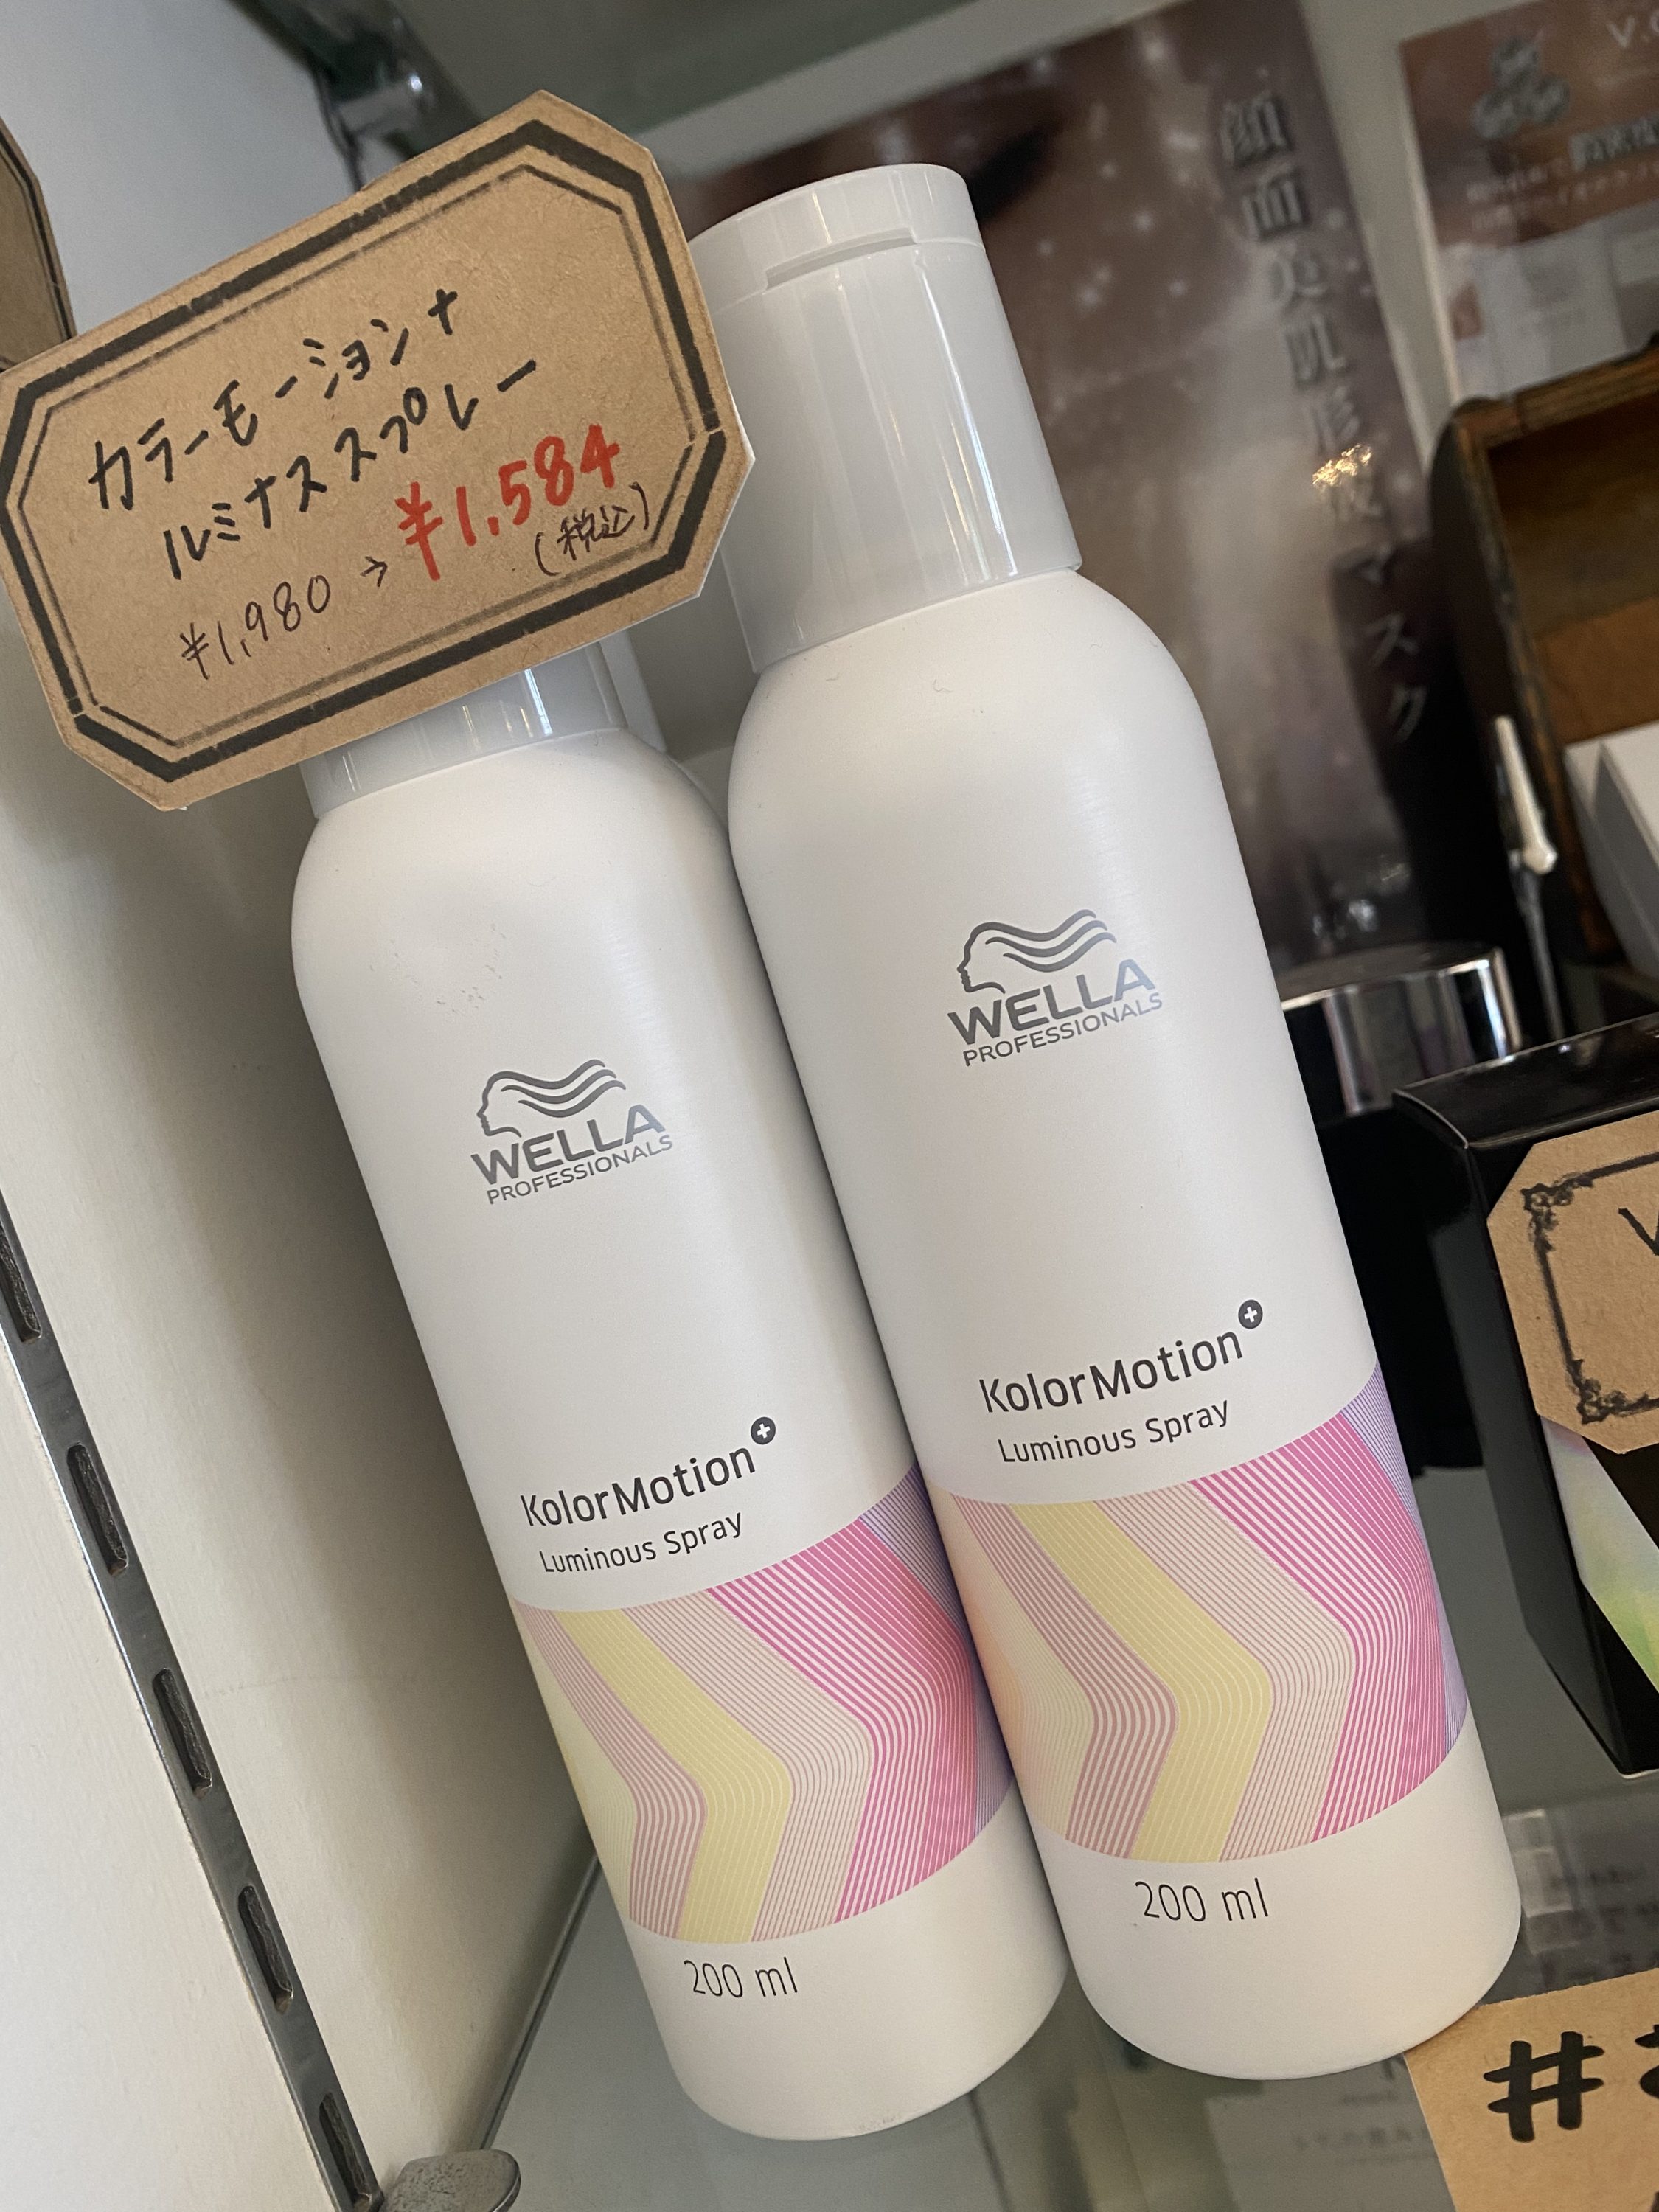 カラーモーション+
ルミナススプレー
¥1,980 → ¥1.584
(税込)
WELLA
PROFESSIONALS
KolorMotion+
Luminous Spray
200 ml
WELLA
PROFESSIONALS
KolorMotion+
Luminous Spray
200 ml
顔面美肌形状マスク
V.
#